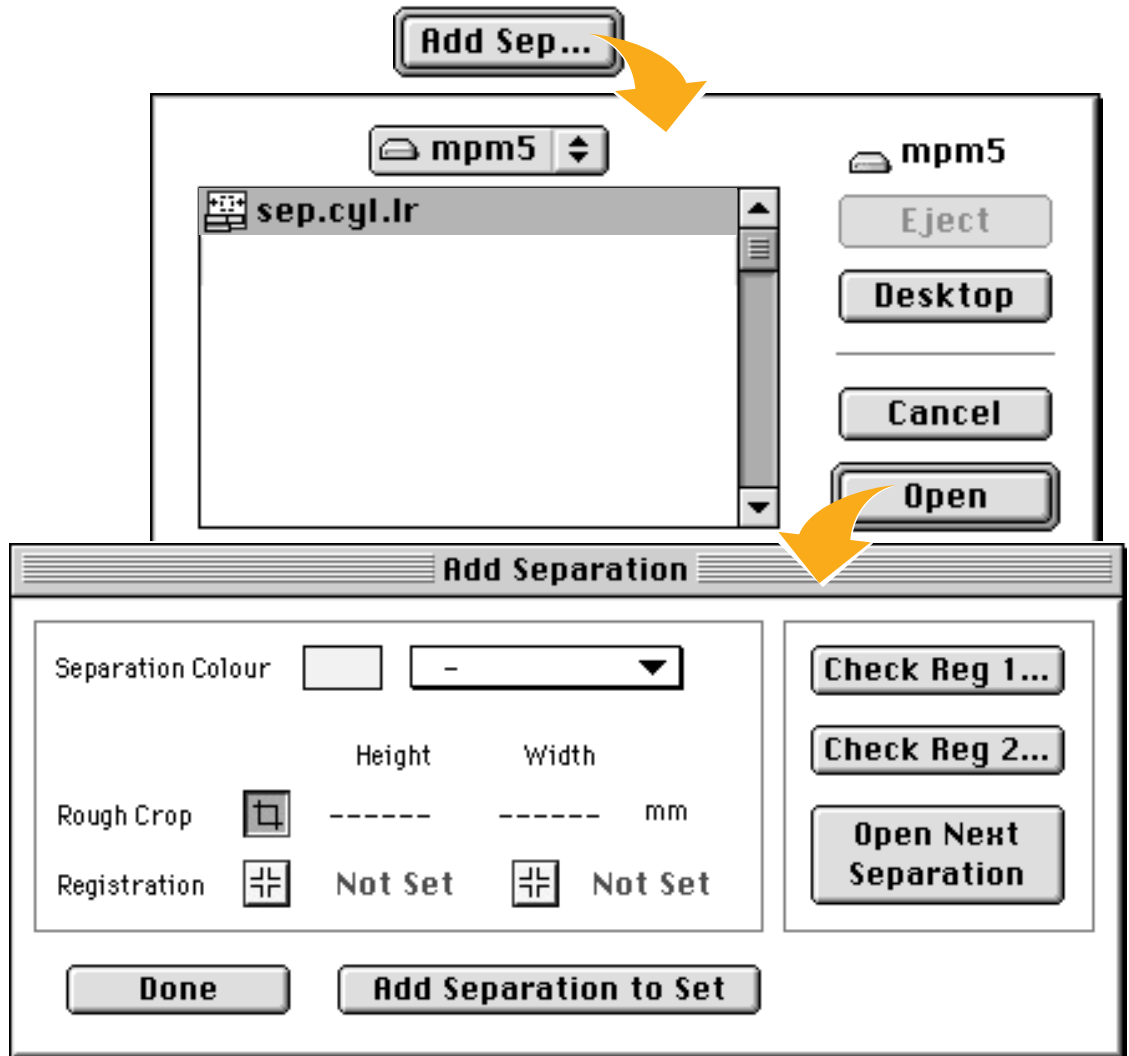 Add Sep...
mpm5
mpm5
sep.cyl.lr
Eject
Desktop
Cancel
Open
Add Separation
Separation Colour
–
Check Reg 1...
Height Width
Check Reg 2...
Rough Crop ------ ------ mm
Open Next
Separation
Registration Not Set Not Set
Done Add Separation to Set